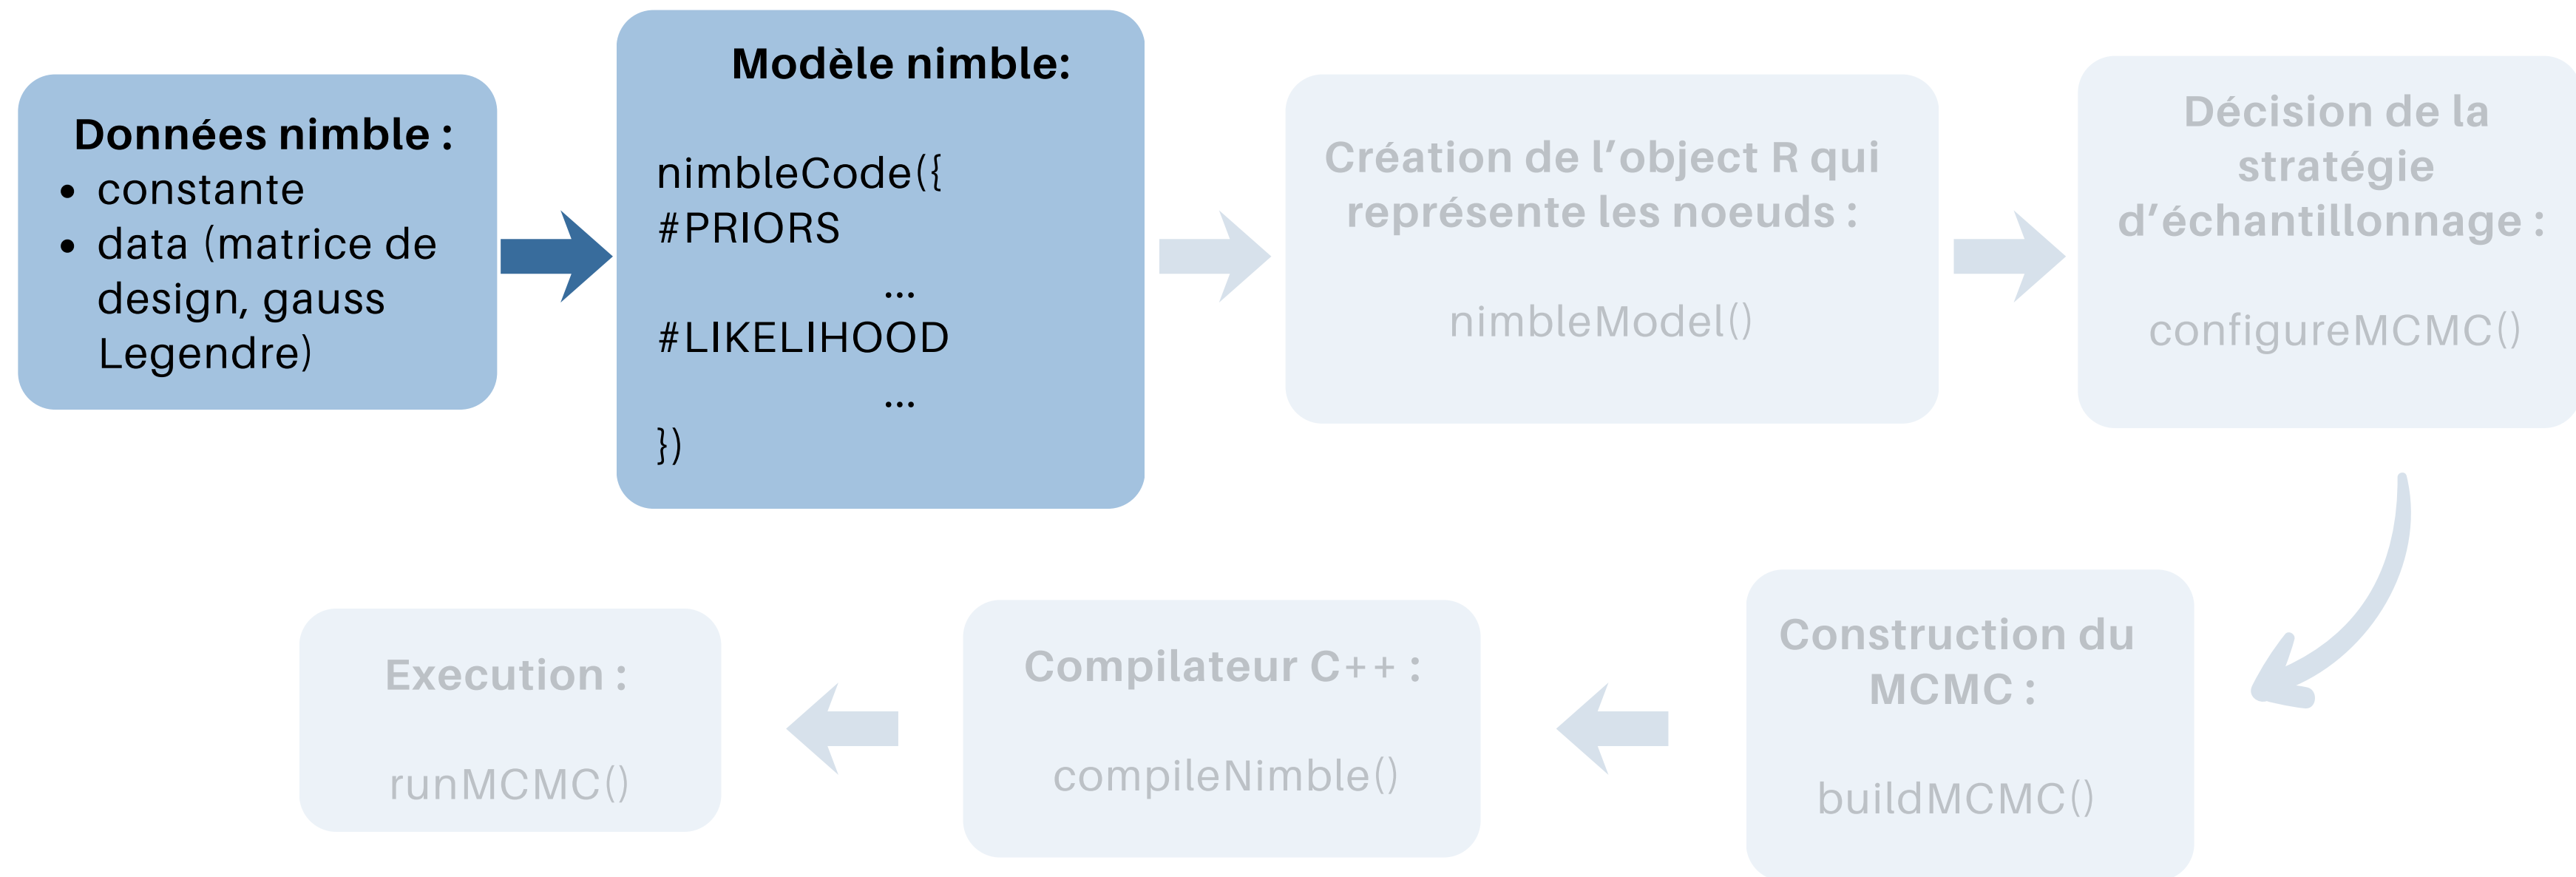 Données nimble :
• constante
• data (matrice de
design, gauss
Legendre)
Modèle nimble:
nimbleCode({
#PRIORS
...
#LIKELIHOOD
...
})
Création de l’object R qui
représente les noeuds :
nimbleModel()
Décision de la
stratégie
d’échantillonnage :
configureMCMC()
Construction du
MCMC :
buildMCMC()
Compilateur C++ :
compileNimble()
Execution :
runMCMC()